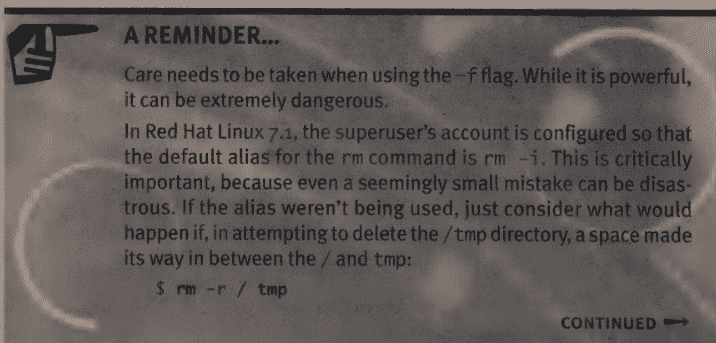 A REMINDER...
Care needs to be taken when using the -f flag. While it is powerful,
it can be extremely dangerous.
In Red Hat Linux 7.1, the superuser's account is configured so that
the default alias for the rm command is rm -i. This is critically
important, because even a seemingly small mistake can be disas-
trous. If the alias weren't being used, just consider what would
happen if, in attempting to delete the /tmp directory, a space made
its way in between the / and tmp:
$ rm -r / tmp
CONTINUED